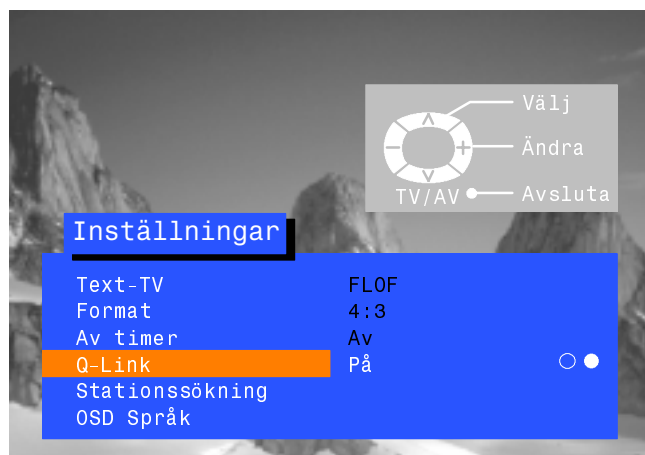 Välj
Ändra
TV/AV Avsluta
Inställningar
Text-TV FLOF
Format 4:3
Av timer Av
Q-Link På
Stationssökning
OSD Språk